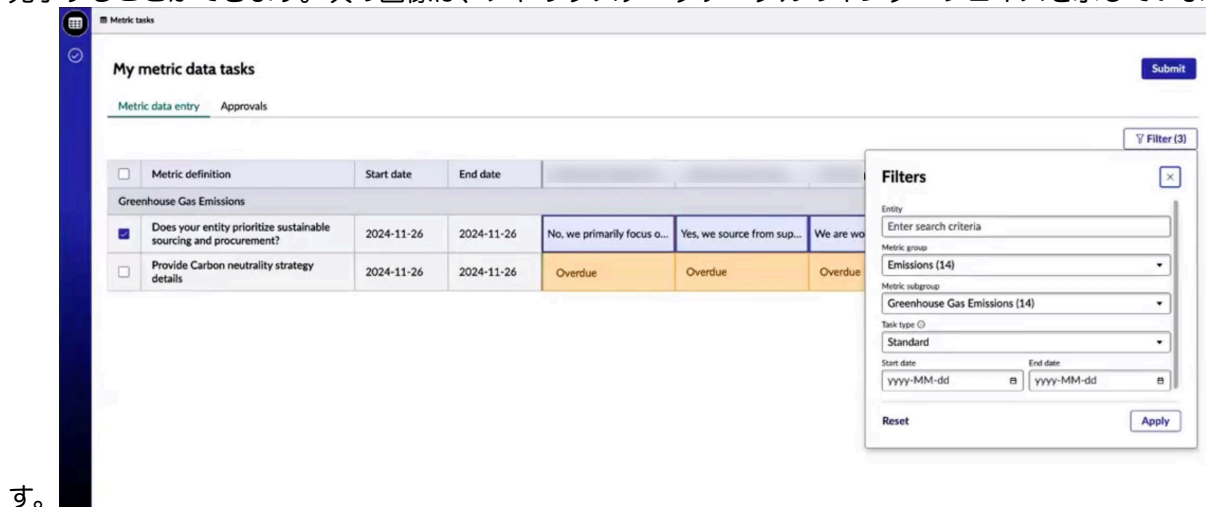 Metric tasks
My metric data tasks
Submit
Metric data entry Approvals
Filter (3)
Metric definition Start date End date
Greenhouse Gas Emissions
Does your entity prioritize sustainable
sourcing and procurement?
2024-11-26 2024-11-26 No, we primarily focus o... Yes, we source from sup... We are wo
Provide Carbon neutrality strategy
details
2024-11-26 2024-11-26 Overdue Overdue Overdue
Filters
Entity
Enter search criteria
Metric group
Emissions (14)
Metric subgroup
Greenhouse Gas Emissions (14)
Task type
Standard
Start date End date
yyyy-MM-dd yyyy-MM-dd
Reset Apply
す。